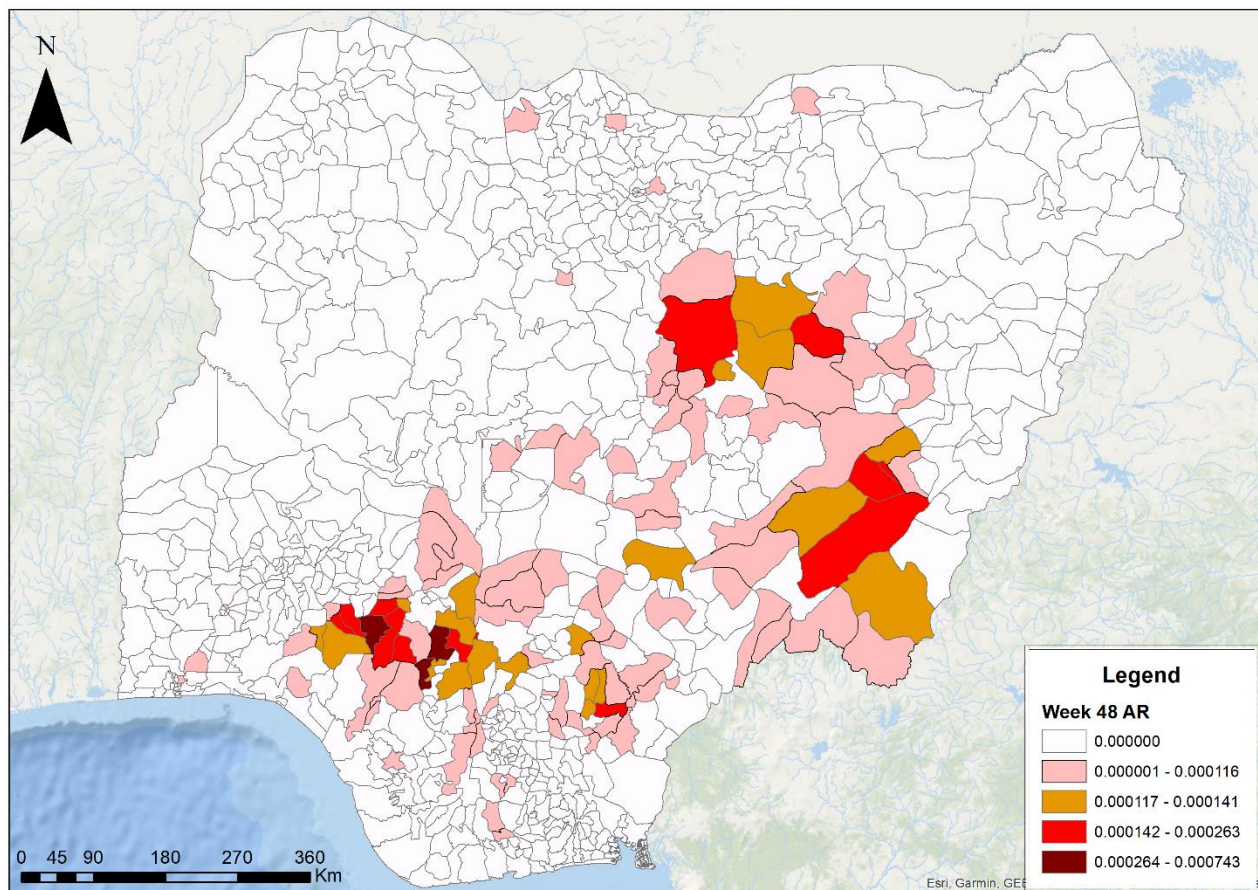 N
Legend
Week 48 AR
0.000000
0.000001 - 0.000116
0.000117 - 0.000141
0.000142 - 0.000263
0.000264 - 0.000743
0 45 90 180 270 360
Km
Esri, Garmin,